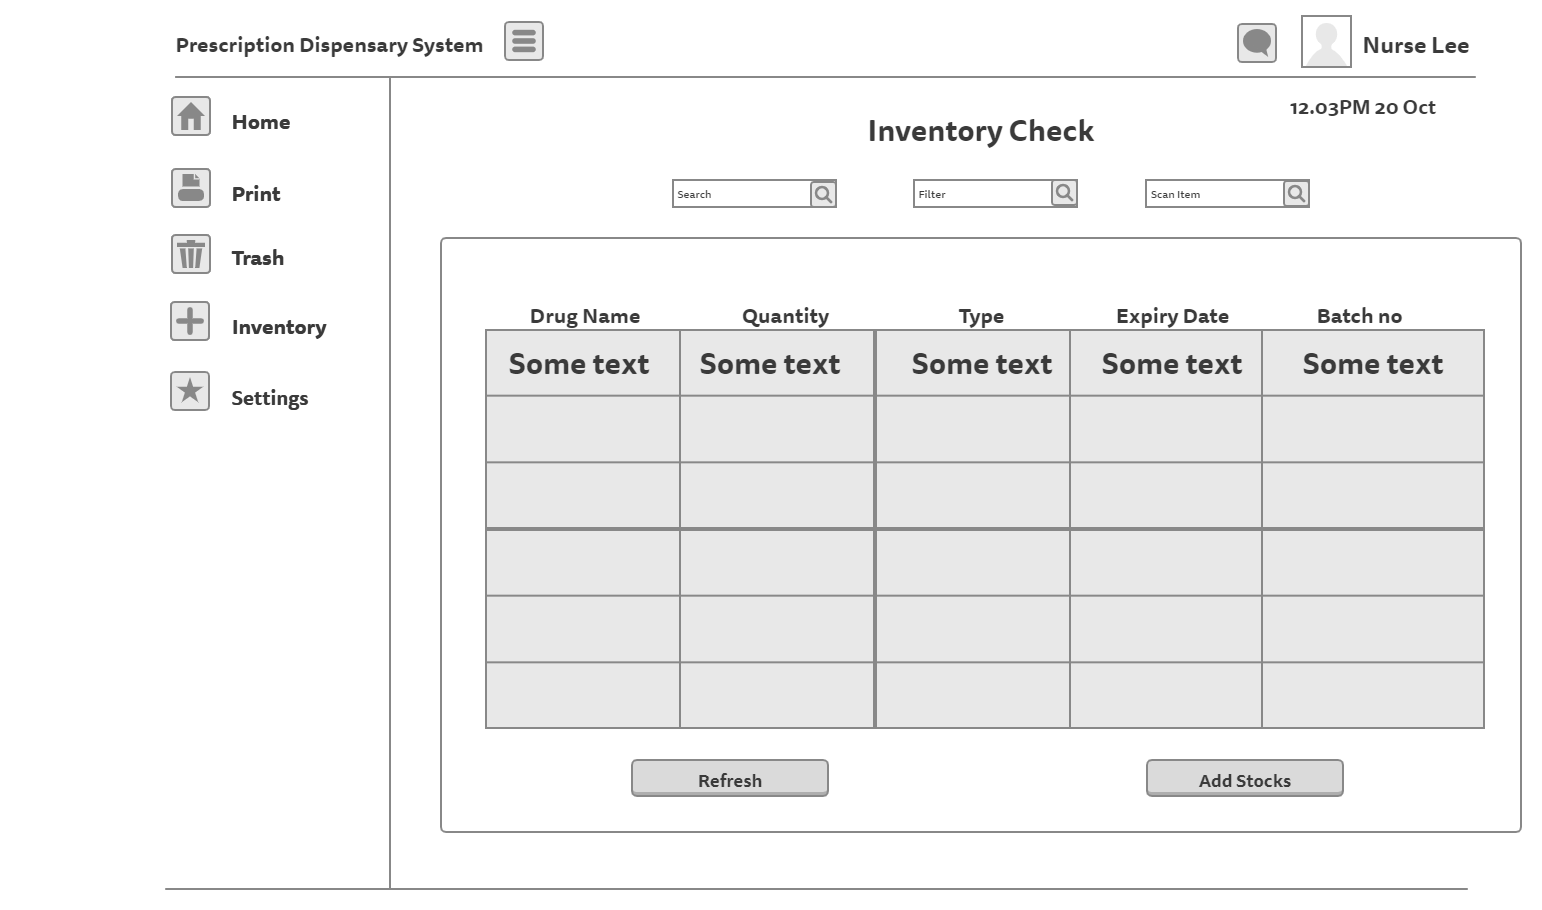 Prescription Dispensary System
Nurse Lee
12.03PM 20 Oct
Home
Print
Trash
Inventory
Settings
Inventory Check
Search
Filter
Scan Item
Drug Name Quantity Type Expiry Date Batch no
Some text Some text Some text Some text Some text
Refresh
Add Stocks